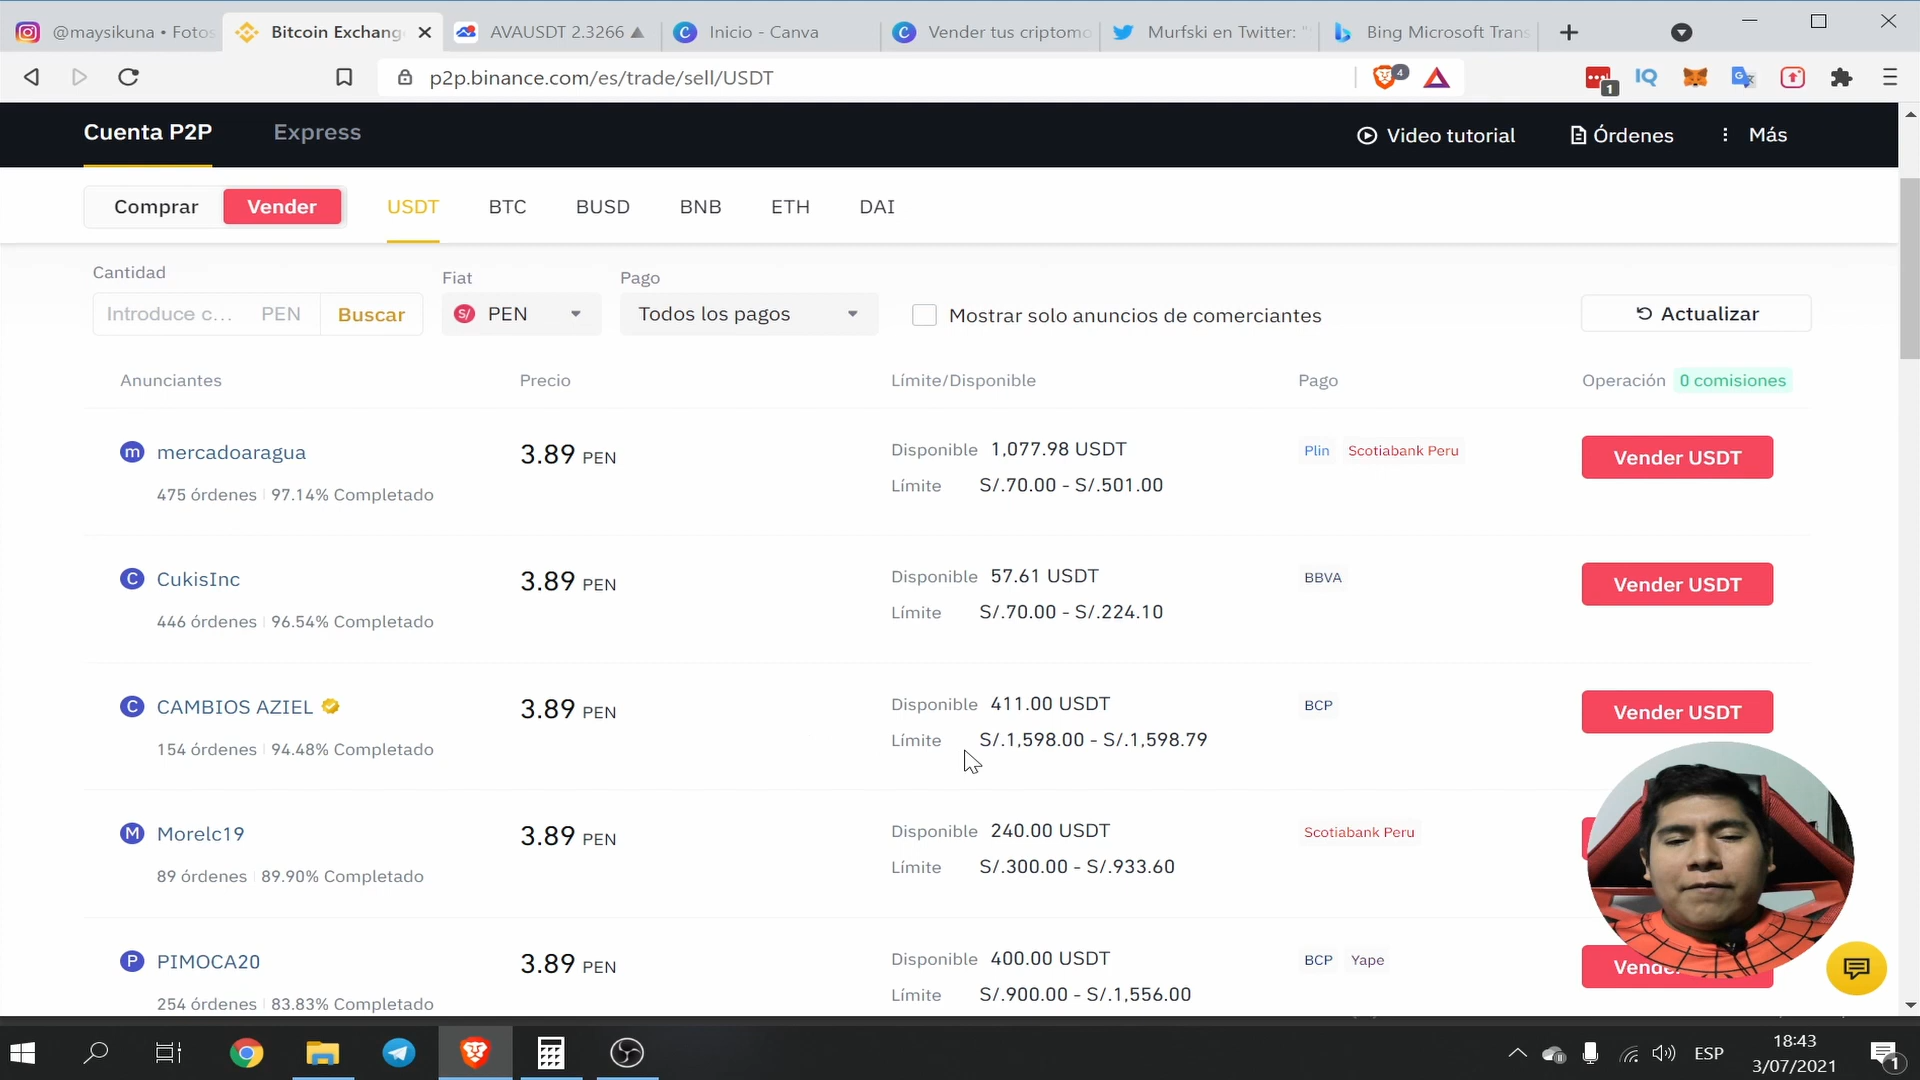 @maysikuna • Fotos
Bitcoin Exchang
AVAUSDT 2.3266 ▲
Inicio - Canva
Vender tus criptomo
Murfski en Twitter: "
Bing Microsoft Trans
p2p.binance.com/es/trade/sell/USDT
4
1
IQ
Cuenta P2P
Express
Video tutorial
Órdenes
Más
Comprar
Vender
USDT
BTC
BUSD
BNB
ETH
DAI
Cantidad
Fiat
Pago
Introduce c...
PEN
Buscar
S/
PEN
Todos los pagos
Mostrar solo anuncios de comerciantes
Actualizar
Anunciantes
Precio
Límite/Disponible
Pago
Operación
0 comisiones
m
mercadoaragua
475 órdenes | 97.14% Completado
3.89 PEN
Disponible 1,077.98 USDT
Límite S/.70.00 - S/.501.00
Plin
Scotiabank Peru
Vender USDT
C
CukisInc
446 órdenes | 96.54% Completado
3.89 PEN
Disponible 57.61 USDT
Límite S/.70.00 - S/.224.10
BBVA
Vender USDT
C
CAMBIOS AZIEL
154 órdenes | 94.48% Completado
3.89 PEN
Disponible 411.00 USDT
Límite S/.1,598.00 - S/.1,598.79
BCP
Vender USDT
M
Morelc19
89 órdenes | 89.90% Completado
3.89 PEN
Disponible 240.00 USDT
Límite S/.300.00 - S/.933.60
Scotiabank Peru
P
PIMOCA20
254 órdenes | 83.83% Completado
3.89 PEN
Disponible 400.00 USDT
Límite S/.900.00 - S/.1,556.00
BCP
Yape
Vende
ESP
18:43
3/07/2021
1